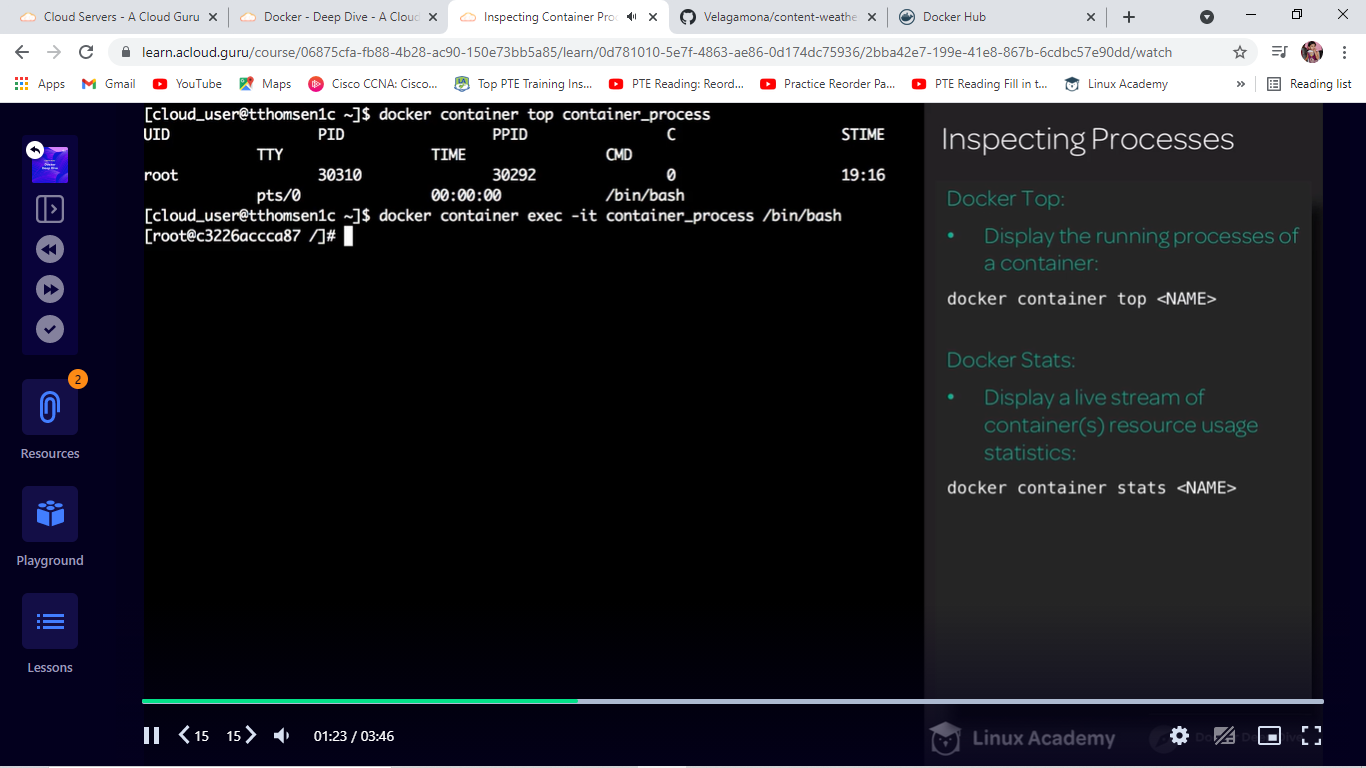 Cloud Servers - A Cloud Guru
Docker - Deep Dive - A Cloud
Inspecting Container Pro
Velagamona/content-weathe
Docker Hub
learn.acloud.guru/course/06875cfa-fb88-4b28-ac90-150e73bb5a85/learn/0d781010-5e7f-4863-ae86-0d174dc75936/2bba42e7-199e-41e8-867b-6cdbc57e90dd/watch
Apps
Gmail
YouTube
Maps
Cisco CCNA: Cisco...
Top PTE Training Ins...
PTE Reading: Reord...
Practice Reorder Pa...
PTE Reading Fill in t...
Linux Academy
»
Reading list
[cloud_user@tthomsen1c ~]$ docker container top container_process
UID PID PPID C STIME
TTY TIME CMD
root 30310 30292 0 19:16
pts/0 00:00:00 /bin/bash
[cloud_user@tthomsen1c ~]$ docker container exec -it container_process /bin/bash
[root@c3226accca87 /]#
Inspecting Processes
Docker Top:
• Display the running processes of
a container:
docker container top <NAME>
Docker Stats:
• Display a live stream of
container(s) resource usage
statistics:
docker container stats <NAME>
Docker
Deep Dive
2
Resources
Playground
Lessons
15
15
01:23 / 03:46
Linux Academy